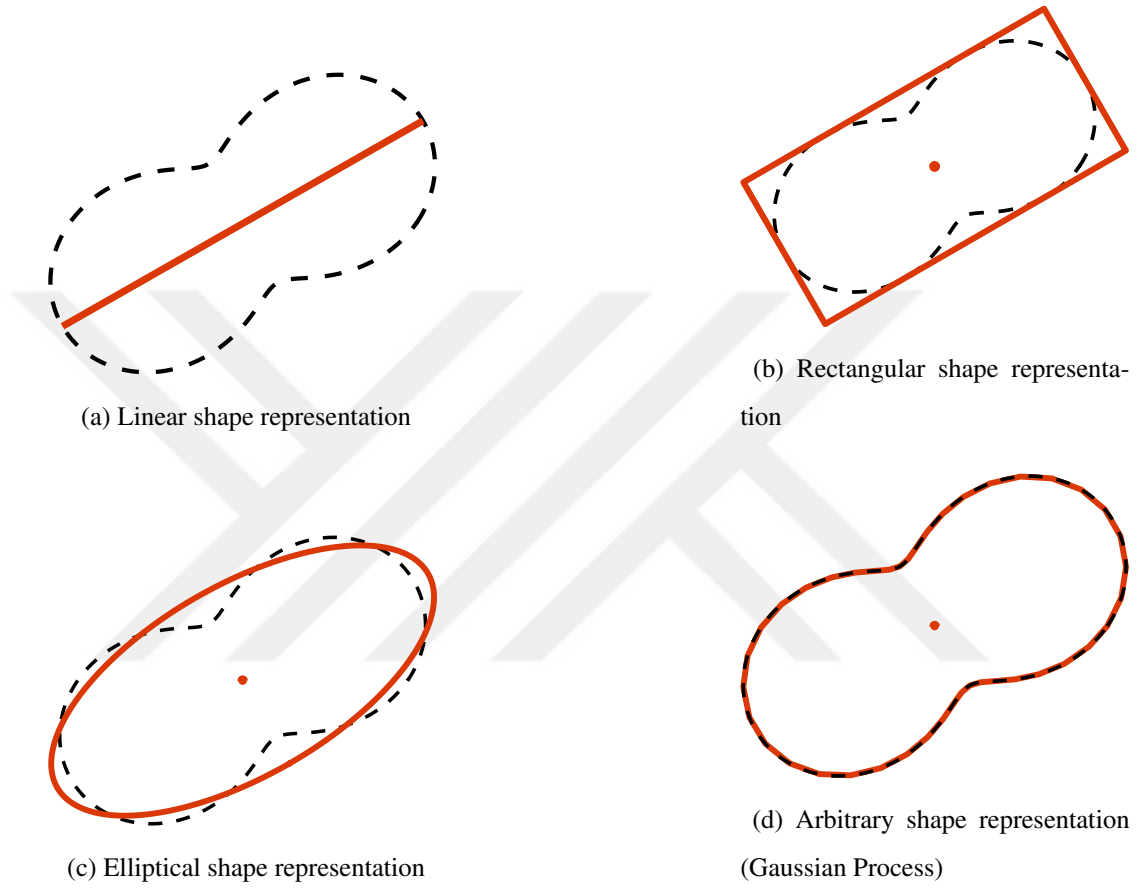 (a) Linear shape representation
(b) Rectangular shape representa-
tion
(c) Elliptical shape representation
(d) Arbitrary shape representation
(Gaussian Process)